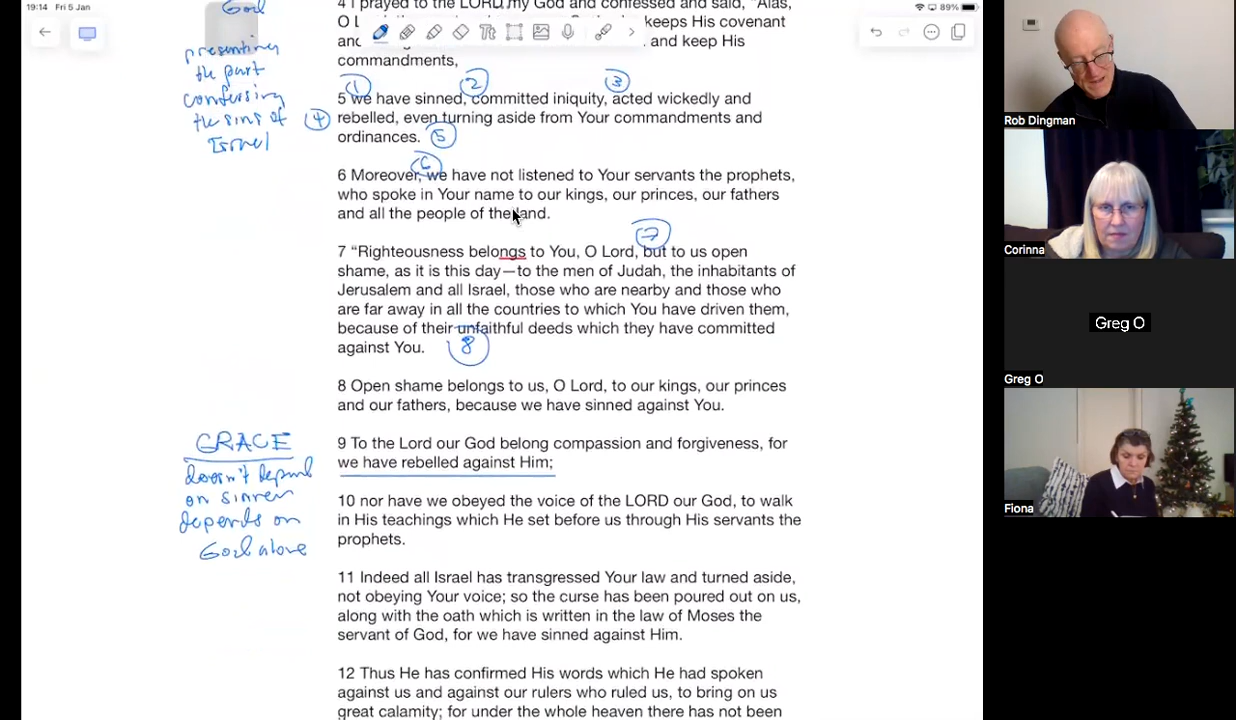 19:14 Fri 5 Jan
89%
God
presenting
the past
confessing
the sins of
Israel
4 I prayed to the LORD my God and confessed and said, "Alas,
O L
keeps His covenant
and
and keep His
commandments,
1 2 3
5 we have sinned, committed iniquity, acted wickedly and
4
rebelled, even turning aside from Your commandments and
ordinances.
5
6
6 Moreover, we have not listened to Your servants the prophets,
who spoke in Your name to our kings, our princes, our fathers
and all the people of the land.
7
7 “Righteousness belongs to You, O Lord, but to us open
shame, as it is this day—to the men of Judah, the inhabitants of
Jerusalem and all Israel, those who are nearby and those who
are far away in all the countries to which You have driven them,
because of their unfaithful deeds which they have committed
against You.
8
8 Open shame belongs to us, O Lord, to our kings, our princes
and our fathers, because we have sinned against You.
GRACE
doesn't depend
on sinner
depends on
God alone
9 To the Lord our God belong compassion and forgiveness, for
we have rebelled against Him;
10 nor have we obeyed the voice of the LORD our God, to walk
in His teachings which He set before us through His servants the
prophets.
11 Indeed all Israel has transgressed Your law and turned aside,
not obeying Your voice; so the curse has been poured out on us,
along with the oath which is written in the law of Moses the
servant of God, for we have sinned against Him.
12 Thus He has confirmed His words which He had spoken
against us and against our rulers who ruled us, to bring on us
great calamity; for under the whole heaven there has not been
Rob Dingman
Corinna
Greg O
Greg O
Fiona